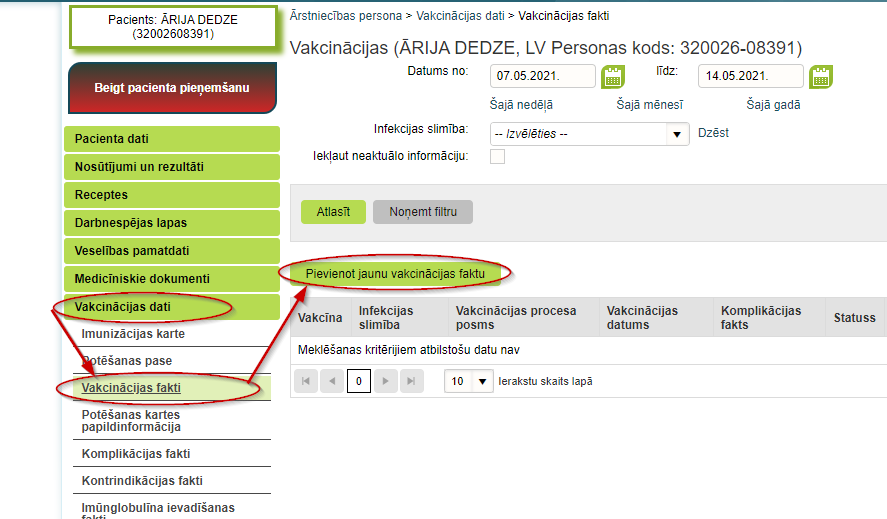 Pacients: ĀRIJA DEDZE
(32002608391)
Beigt pacienta pieņemšanu
Pacienta dati
Nosūtījumi un rezultāti
Receptes
Darbnespējas lapas
Veselības pamatdati
Medicīniskie dokumenti
Vakcinācijas dati
Imunizācijas karte
Potēšanas pase
Vakcinācijas fakti
Potēšanas kartes
papildinformācija
Komplikācijas fakti
Kontrindikācijas fakti
Imūnglobulīna ievadīšanas
fakti
Ārstniecības persona > Vakcinācijas dati > Vakcinācijas fakti
Vakcinācijas (ĀRIJA DEDZE, LV Personas kods: 320026-08391)
Datums no: 07.05.2021. līdz: 14.05.2021.
Šajā nedēļā Šajā mēnesī Šajā gadā
Infekcijas slimība: -- Izvēlēties -- Dzēst
Iekļaut neaktuālo informāciju:
Atlasīt Noņemt filtru
Pievienot jaunu vakcinācijas faktu
Vakcīna Infekcijas slimība Vakcinācijas procesa posms Vakcinācijas datums Komplikācijas fakts Statuss
Meklēšanas kritērijiem atbilstošu datu nav
0 10 Ierakstu skaits lapā